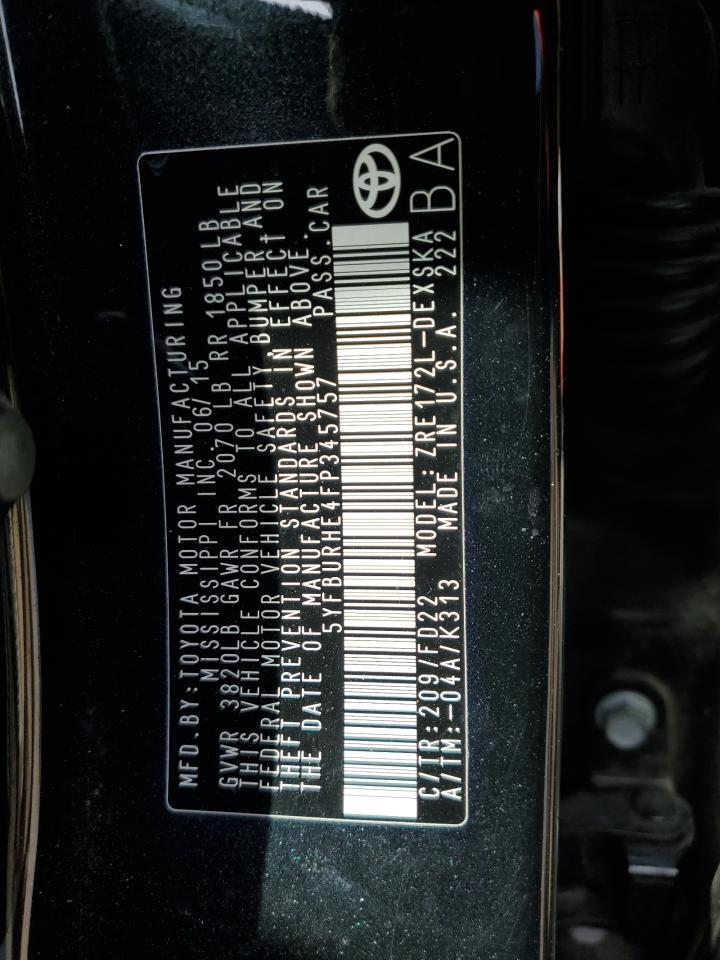 MFD.BY:TOYOTA MOTOR MANUFACTURING
MISSISSIPPI INC. 06/15
GVWR 3820LB GAWR FR 2070 LB RR 1850 LB
THIS VEHICLE CONFORMS TO ALL APPLICABLE
FEDERAL MOTOR VEHICLE SAFETY, BUMPER AND
THEFT PREVENTION STANDARDS IN EFFECT ON
THE DATE OF MANUFACTURE SHOWN ABOVE.
5YFBURHE4FP345757 PASS.CAR
C/TR:209/FD22 MODEL:ZRE172L-DEXSKA
A/TM:-04A/K313 MADE IN U.S.A. 222
BA